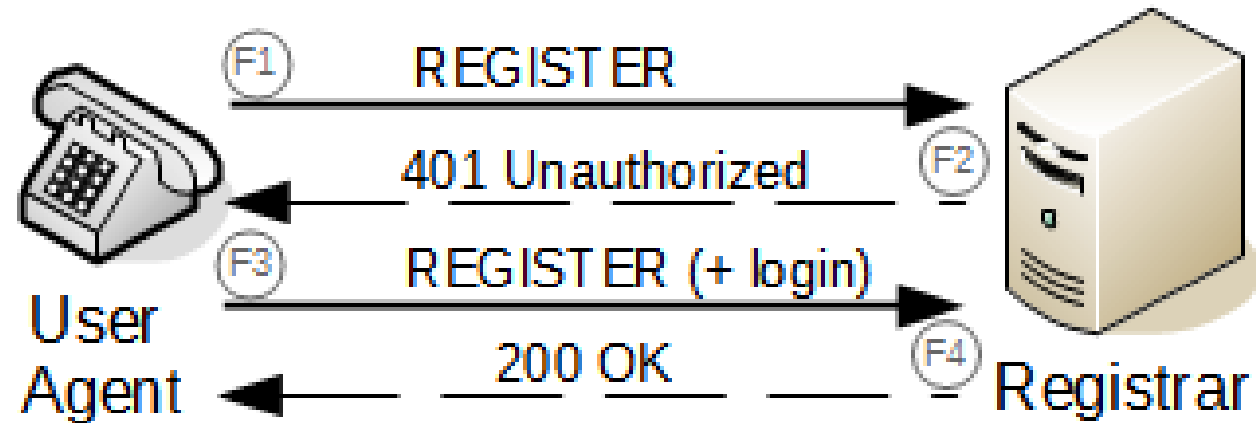 F1
REGISTER
401 Unauthorized
F2
F3
REGISTER (+ login)
200 OK
F4
User
Agent
Registrar